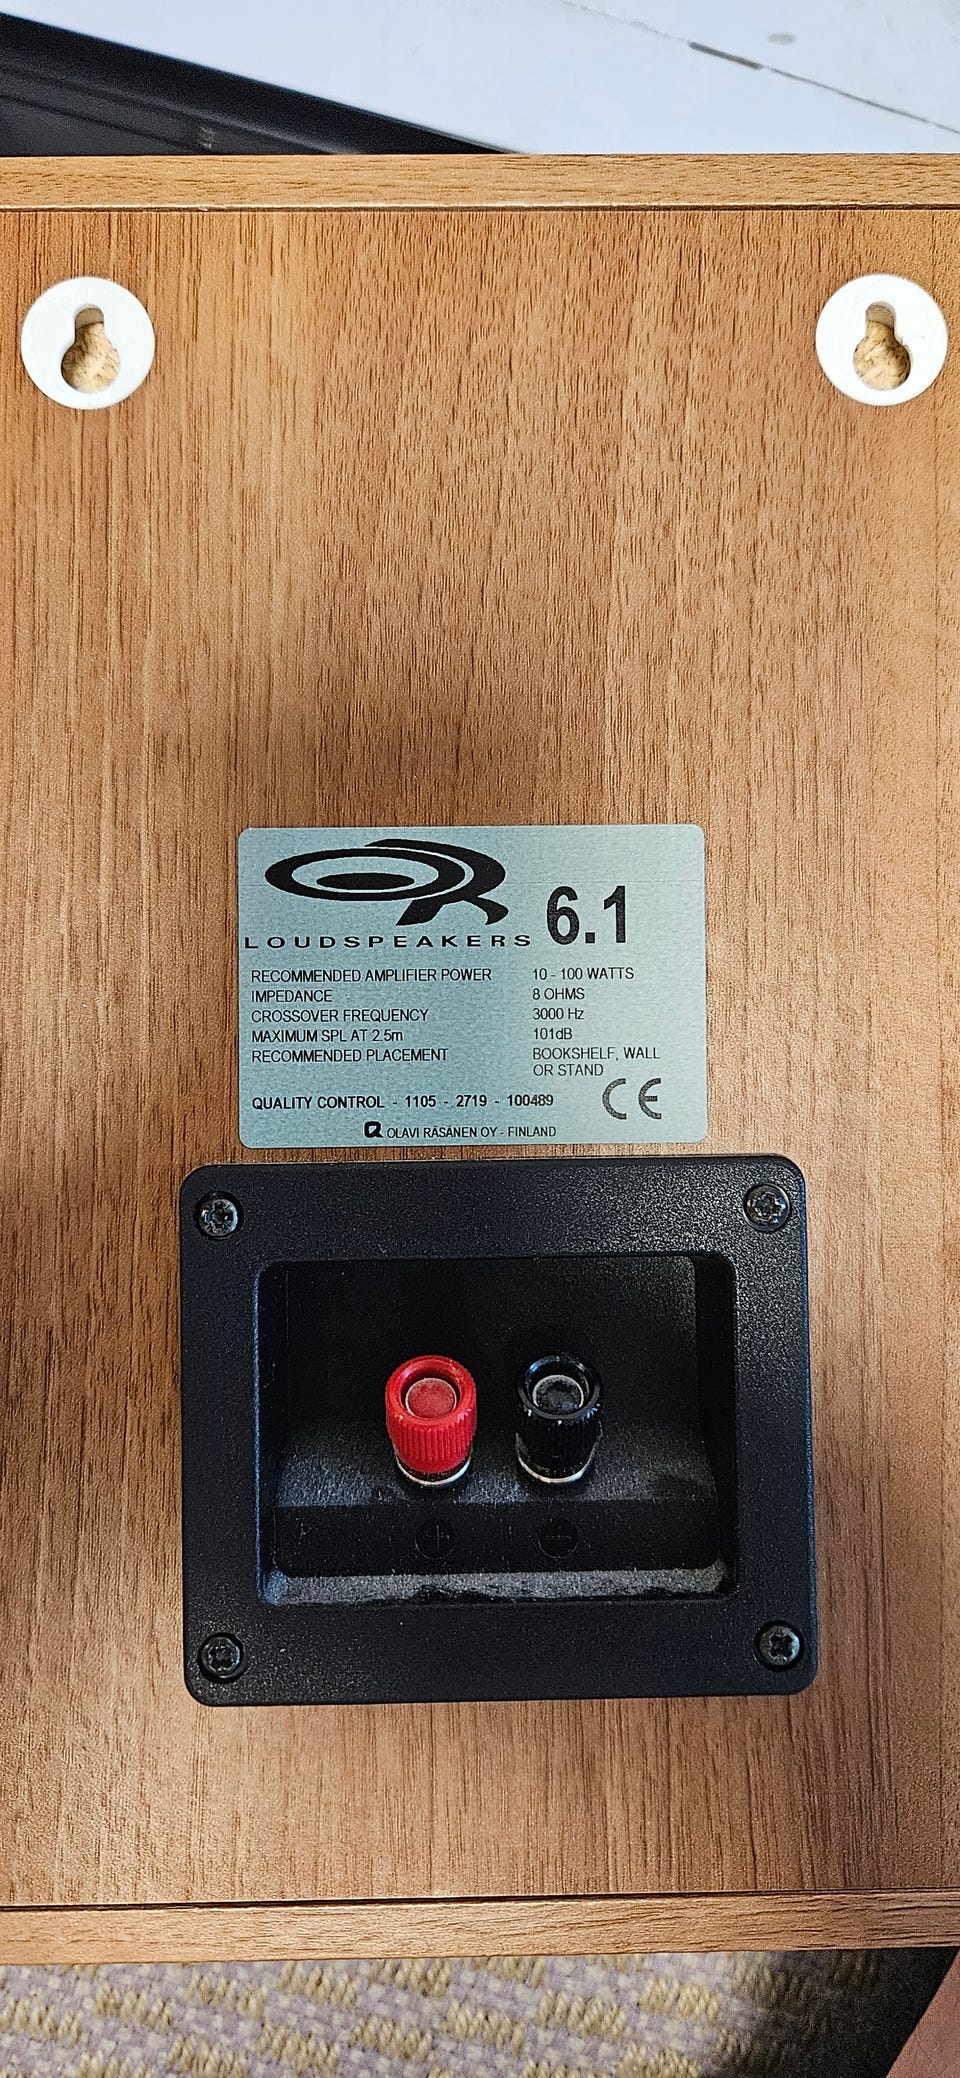 OR
LOUDSPEAKERS 6.1
RECOMMENDED AMPLIFIER POWER 10 - 100 WATTS
IMPEDANCE 8 OHMS
CROSSOVER FREQUENCY 3000 Hz
MAXIMUM SPL AT 2.5m 101dB
RECOMMENDED PLACEMENT BOOKSHELF, WALL
OR STAND
QUALITY CONTROL - 1105 - 2719 - 100489 CE
OLAVI RÄSÄNEN OY - FINLAND
+ -